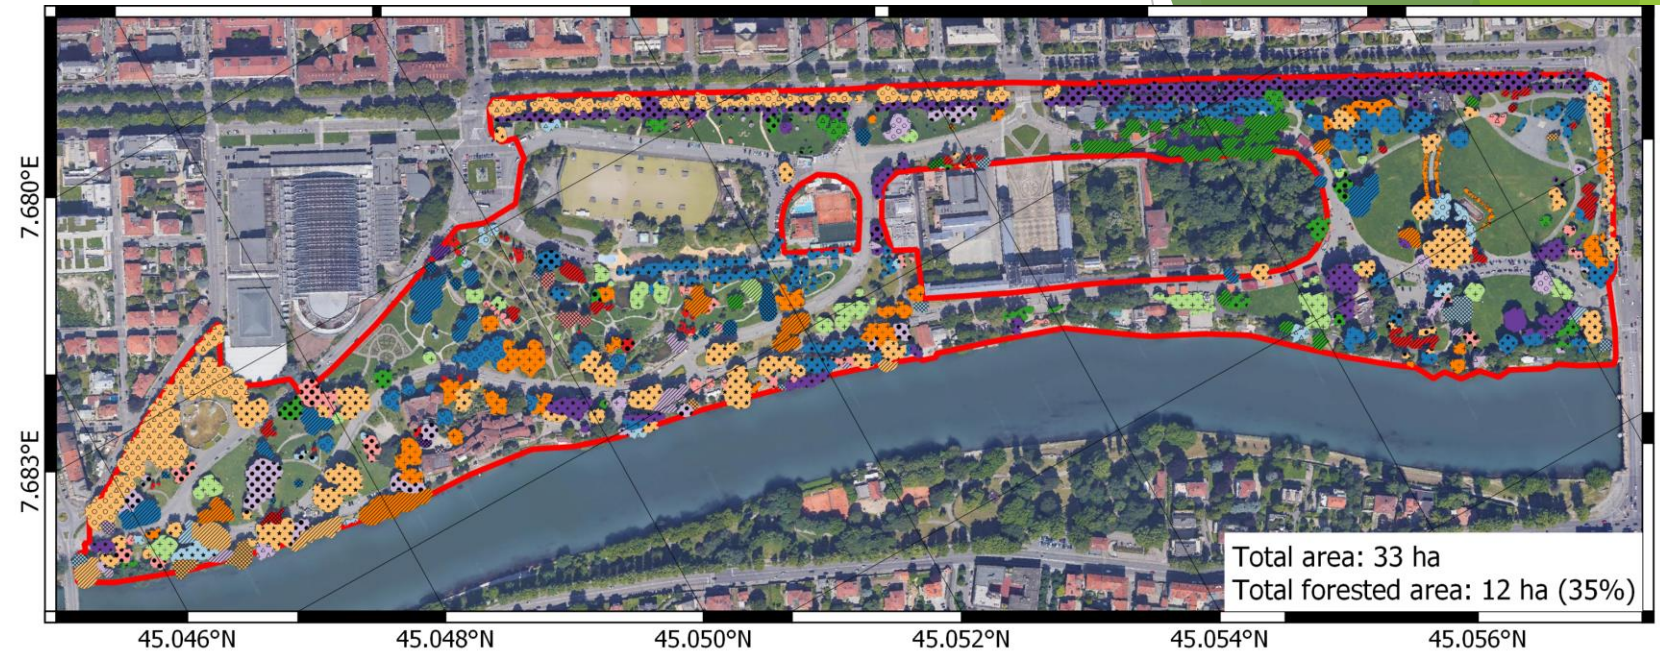 7.680°E
7.683°E
Total area: 33 ha
Total forested area: 12 ha (35%)
45.046°N 45.048°N 45.050°N 45.052°N 45.054°N 45.056°N